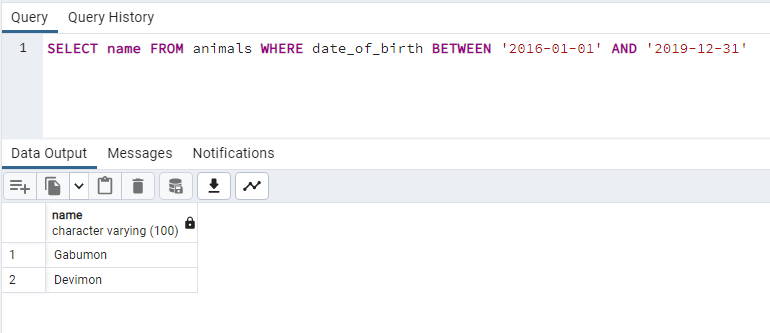 Query Query History
1 SELECT name FROM animals WHERE date_of_birth BETWEEN '2016-01-01' AND '2019-12-31'
Data Output Messages Notifications
name
character varying (100)
1 Gabumon
2 Devimon